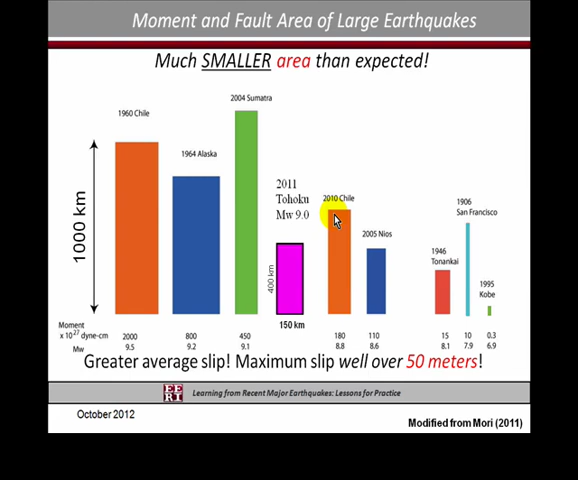 Moment and Fault Area of Large Earthquakes
Much SMALLER area than expected!
2004 Sumatra
1960 Chile
1964 Alaska
2011
Tohoku
Mw 9.0
2010 Chile
2005 Nios
1906
San Francisco
1946
Tonankai
1995
Kobe
1000 km
400 km
150 km
Moment
x 10²⁷ dyne-cm 2000 800 450 180 110 15 10 0.3
Mw 9.5 9.2 9.1 8.8 8.6 8.1 7.9 6.9
Greater average slip! Maximum slip well over 50 meters!
EE
RI
Learning from Recent Major Earthquakes: Lessons for Practice
October 2012
Modified from Mori (2011)